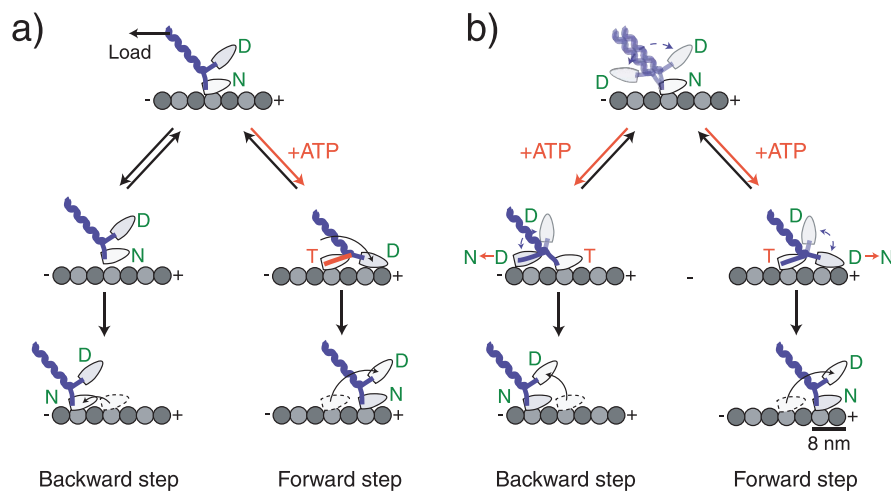 a)
b)
Load
D
N
- +
D
D
N
- +
+ATP
+ATP
+ATP
D
N
- +
T
D
- +
N←D
D
T
- +
D
T
D→N
- +
D
N
- +
D
N
- +
D
N
- +
D
N
- +
8 nm
Backward step
Forward step
Backward step
Forward step